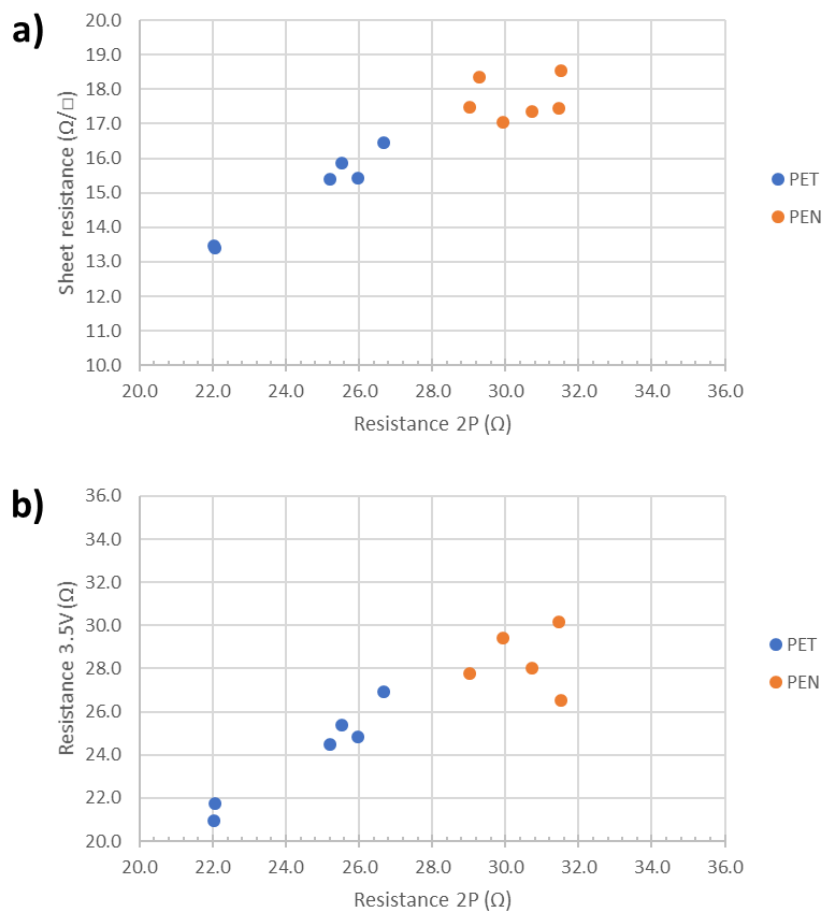 a)
20.0
19.0
18.0
17.0
16.0
15.0
14.0
13.0
12.0
11.0
10.0
Sheet resistance (Ω/□)
20.0 22.0 24.0 26.0 28.0 30.0 32.0 34.0 36.0
Resistance 2P (Ω)
PET
PEN
b)
36.0
34.0
32.0
30.0
28.0
26.0
24.0
22.0
20.0
Resistance 3.5V (Ω)
20.0 22.0 24.0 26.0 28.0 30.0 32.0 34.0 36.0
Resistance 2P (Ω)
PET
PEN